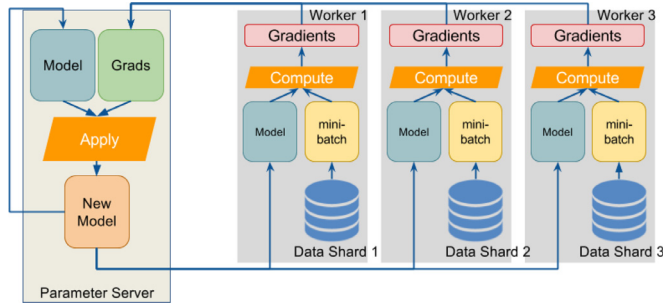 Worker 1
Worker 2
Worker 3
Gradients
Gradients
Gradients
Model
Grads
Compute
Compute
Compute
Apply
Model
mini-
batch
Model
mini-
batch
Model
mini-
batch
New
Model
Data Shard 1
Data Shard 2
Data Shard 3
Parameter Server